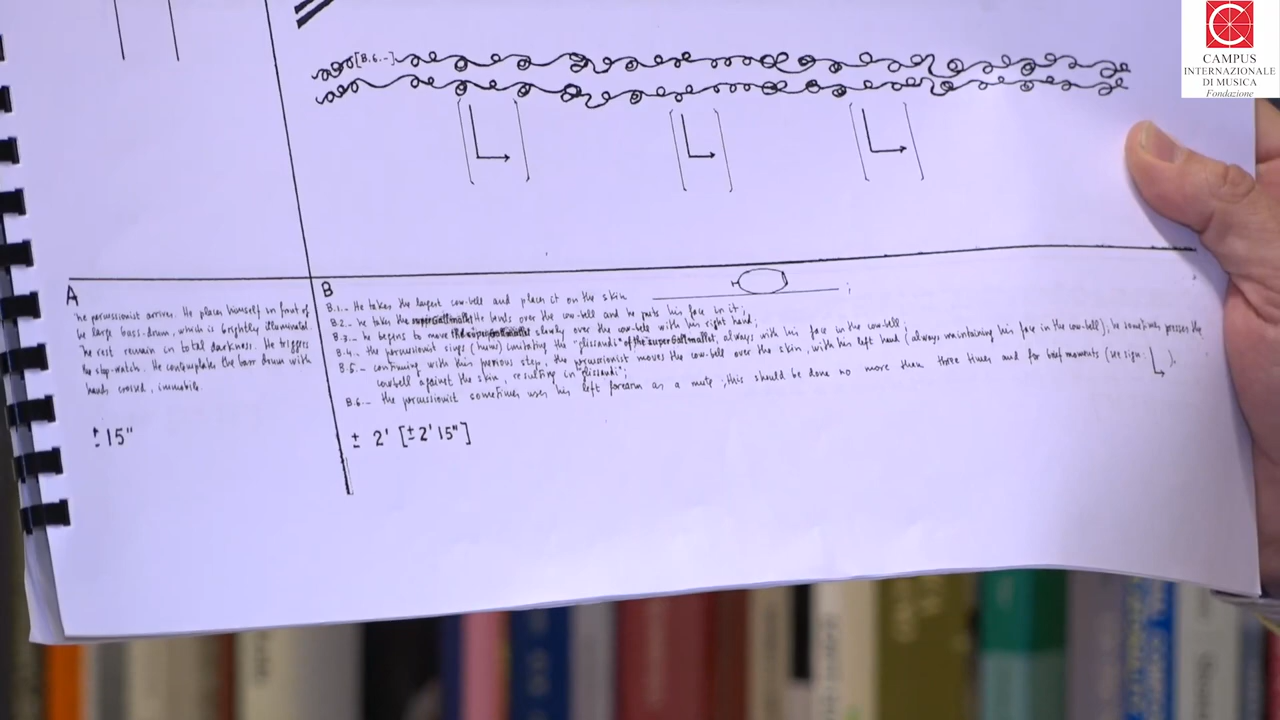 CAMPUS
INTERNAZIONALE
DI MUSICA
Fondazione
[B.6.-]
A
The percussionist arrives. He places himself in front of
the large bass-drum, which is brightly illuminated.
The rest remain in total darkness. He triggers
the stop-watch. He contemplates the bass drum with
hands crossed, immobile.
± 15"
B
B.1.- He takes the largest cow-bell and places it on the skin ;
B.2.- he takes the superball mallet. He bends over the cow-bell and he puts his face in it;
B.3.- he begins to move the superball mallet slowly over the cow-bell with his right hand;
B.4.- the percussionist sings (hums) imitating the "glissandi" of the superball mallet, always with his face in the cow-bell;
B.5.- continuing with this previous step, the percussionist moves the cow-bell over the skin, with his left hand (always maintaining his face in the cow-bell); he sometimes presses the
cowbell against the skin, resulting in "glissandi";
B.6.- the percussionist sometimes uses his left forearm as a mute; this should be done no more than three times and for brief moments (see sign: ).
± 2' [± 2' 15"]